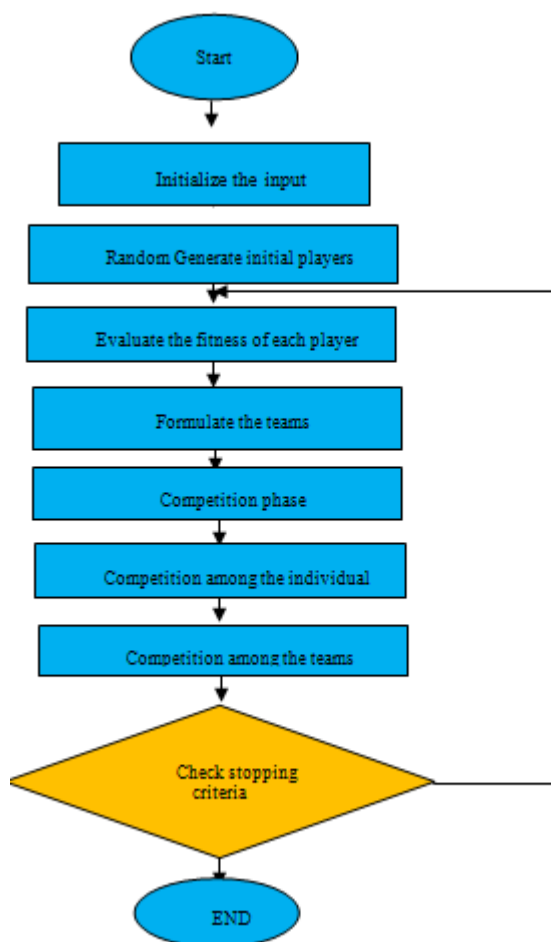 Start
Initialize the input
Random Generate initial players
Evaluate the fitness of each player
Formulate the teams
Competition phase
Competition among the individual
Competition among the teams
Check stopping
criteria
END